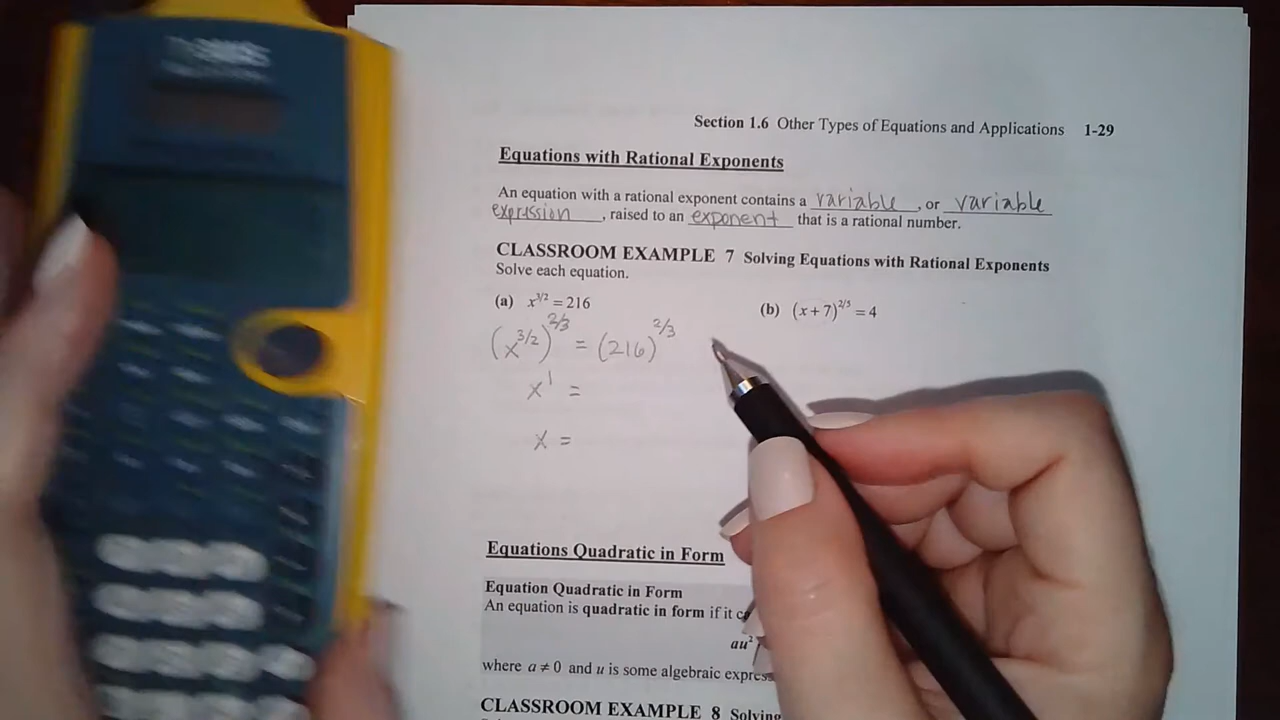 Section 1.6 Other Types of Equations and Applications 1-29
Equations with Rational Exponents
An equation with a rational exponent contains a variable, or variable
expression, raised to an exponent that is a rational number.
CLASSROOM EXAMPLE 7 Solving Equations with Rational Exponents
Solve each equation.
(a) x^{3/2} = 216
(b) (x + 7)^{2/5} = 4
(x^{3/2})^{2/3} = (216)^{2/3}
x^1 =
x =
Equations Quadratic in Form
Equation Quadratic in Form
An equation is quadratic in form if it
au^2
where a ≠ 0 and u is some algebraic
CLASSROOM EXAMPLE 8 Solving